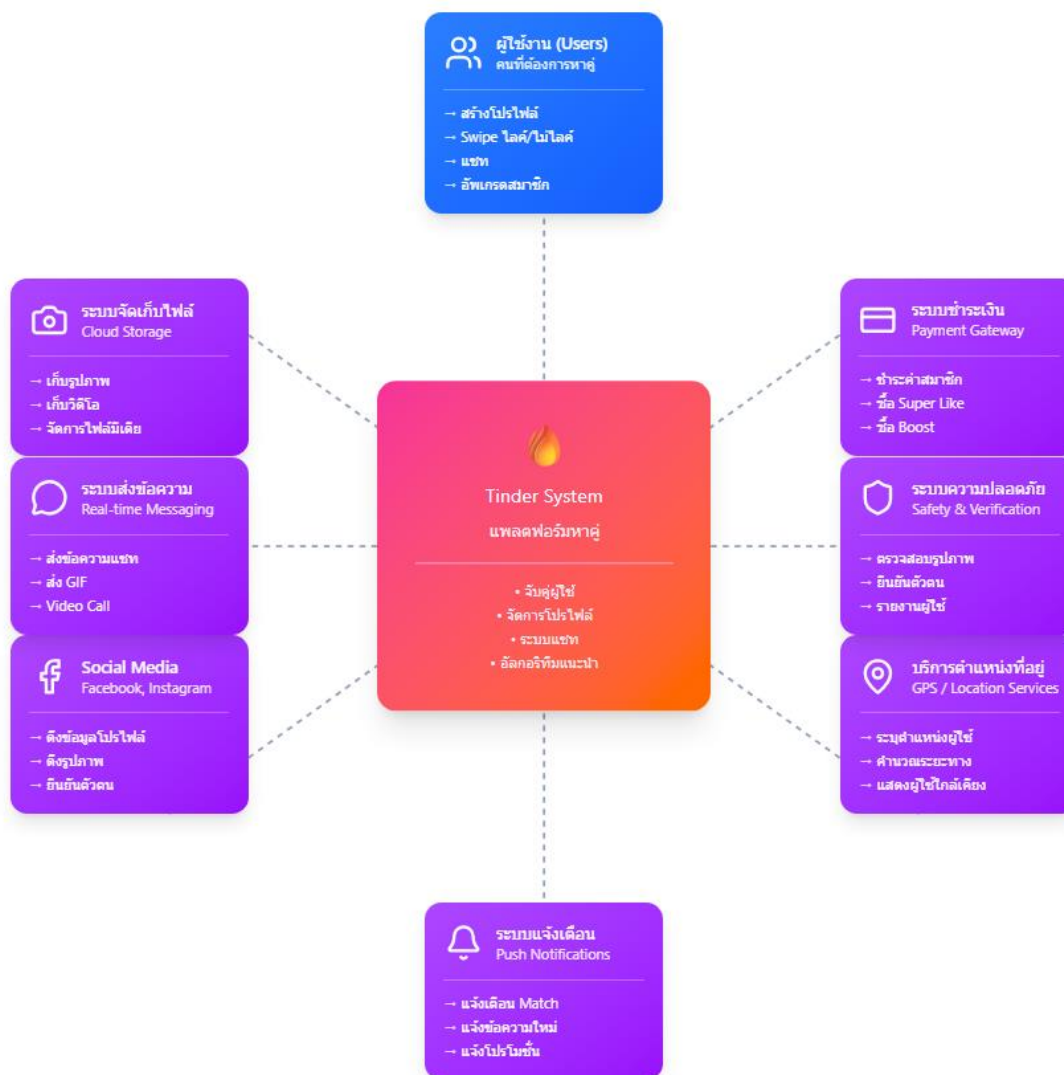 ผู้ใช้งาน (Users)
คนที่ต้องการหาคู่
→ สร้างโปรไฟล์
→ Swipe ไลค์/ไม่ไลค์
→ แชท
→ อัพเกรดสมาชิก
ระบบจัดเก็บไฟล์
Cloud Storage
→ เก็บรูปภาพ
→ เก็บวิดีโอ
→ จัดการไฟล์มีเดีย
ระบบชำระเงิน
Payment Gateway
→ ชำระค่าสมาชิก
→ ซื้อ Super Like
→ ซื้อ Boost
Tinder System
แพลตฟอร์มหาคู่
• จับคู่ผู้ใช้
• จัดการโปรไฟล์
• ระบบแชท
• อัลกอริทึมแนะนำ
ระบบส่งข้อความ
Real-time Messaging
→ ส่งข้อความแชท
→ ส่ง GIF
→ Video Call
ระบบความปลอดภัย
Safety & Verification
→ ตรวจสอบรูปภาพ
→ ยืนยันตัวตน
→ รายงานผู้ใช้
Social Media
Facebook, Instagram
→ ดึงข้อมูลโปรไฟล์
→ ดึงรูปภาพ
→ ยืนยันตัวตน
บริการตำแหน่งที่อยู่
GPS / Location Services
→ ระบุตำแหน่งผู้ใช้
→ คำนวณระยะทาง
→ แสดงผู้ใช้ใกล้เคียง
ระบบแจ้งเตือน
Push Notifications
→ แจ้งเตือน Match
→ แจ้งข้อความใหม่
→ แจ้งโปรโมชั่น